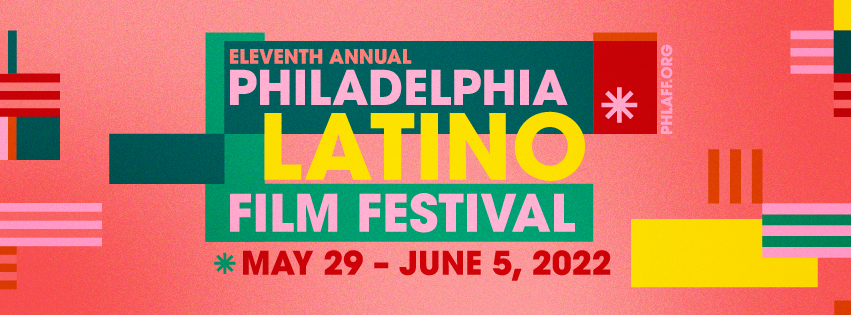 ELEVENTH ANNUAL
PHILADELPHIA
LATINO
FILM FESTIVAL
MAY 29 – JUNE 5, 2022
PHLAFF.ORG